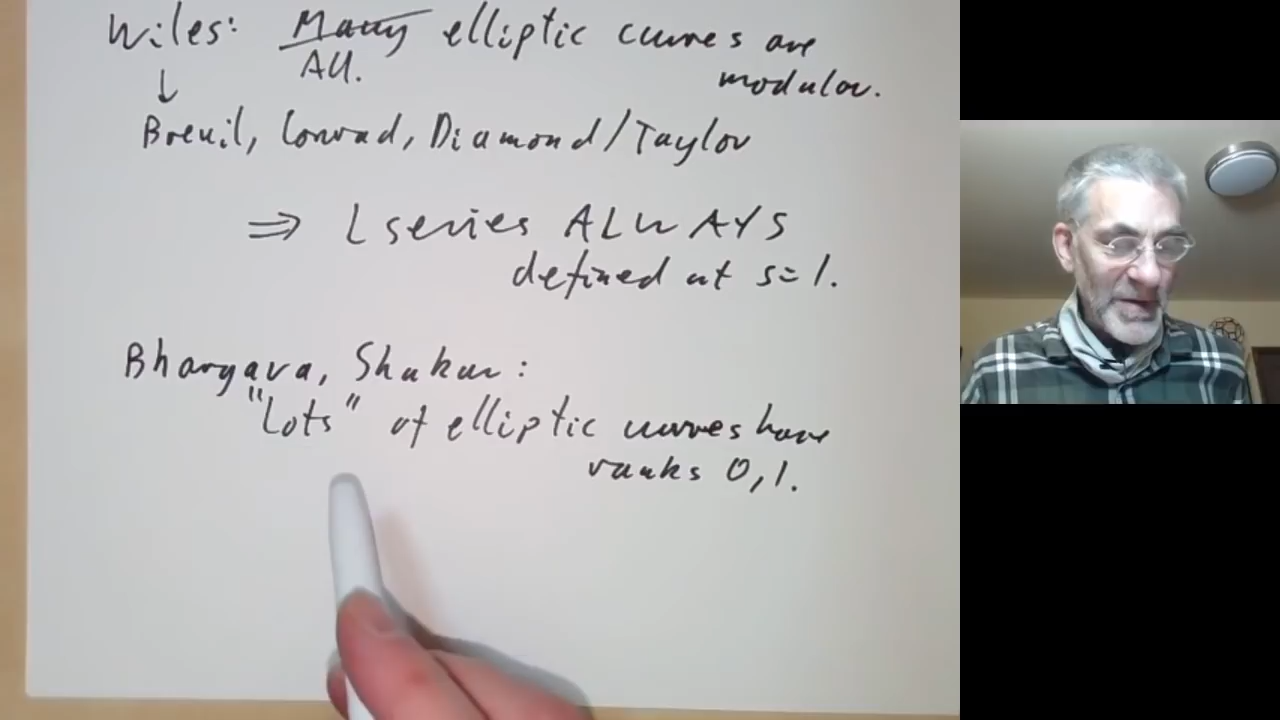 Wiles: Many elliptic curves are
All. modular.
↓
Breuil, Conrad, Diamond/Taylor
⇒ L series ALWAYS
defined at s=1.
Bhargava, Shakur:
"Lots" of elliptic curves have
ranks 0,1.